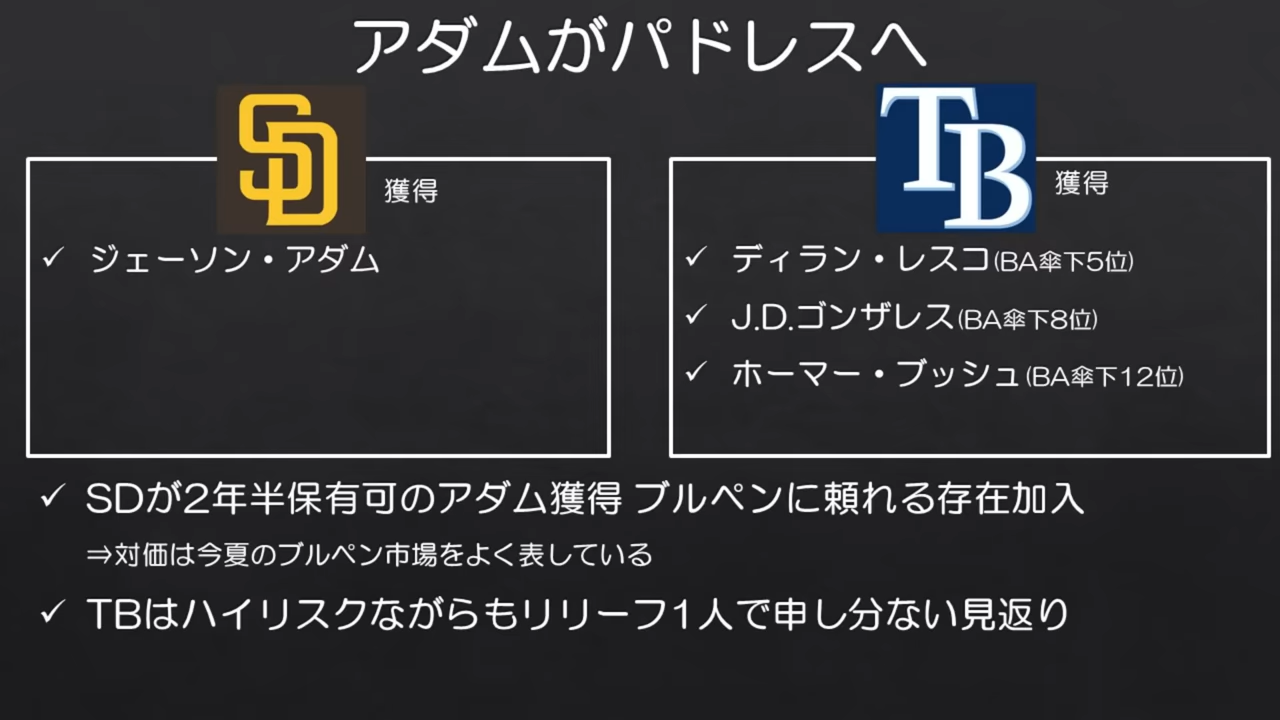 アダムがパドレスへ
SD
獲得
✓ ジェーソン・アダム
TB
獲得
✓ ディラン・レスコ(BA傘下5位)
✓ J.D.ゴンザレス(BA傘下8位)
✓ ホーマー・ブッシュ(BA傘下12位)
✓ SDが2年半保有可のアダム獲得 ブルペンに頼れる存在加入
⇒対価は今夏のブルペン市場をよく表している
✓ TBはハイリスクながらもリリーフ1人で申し分ない見返り